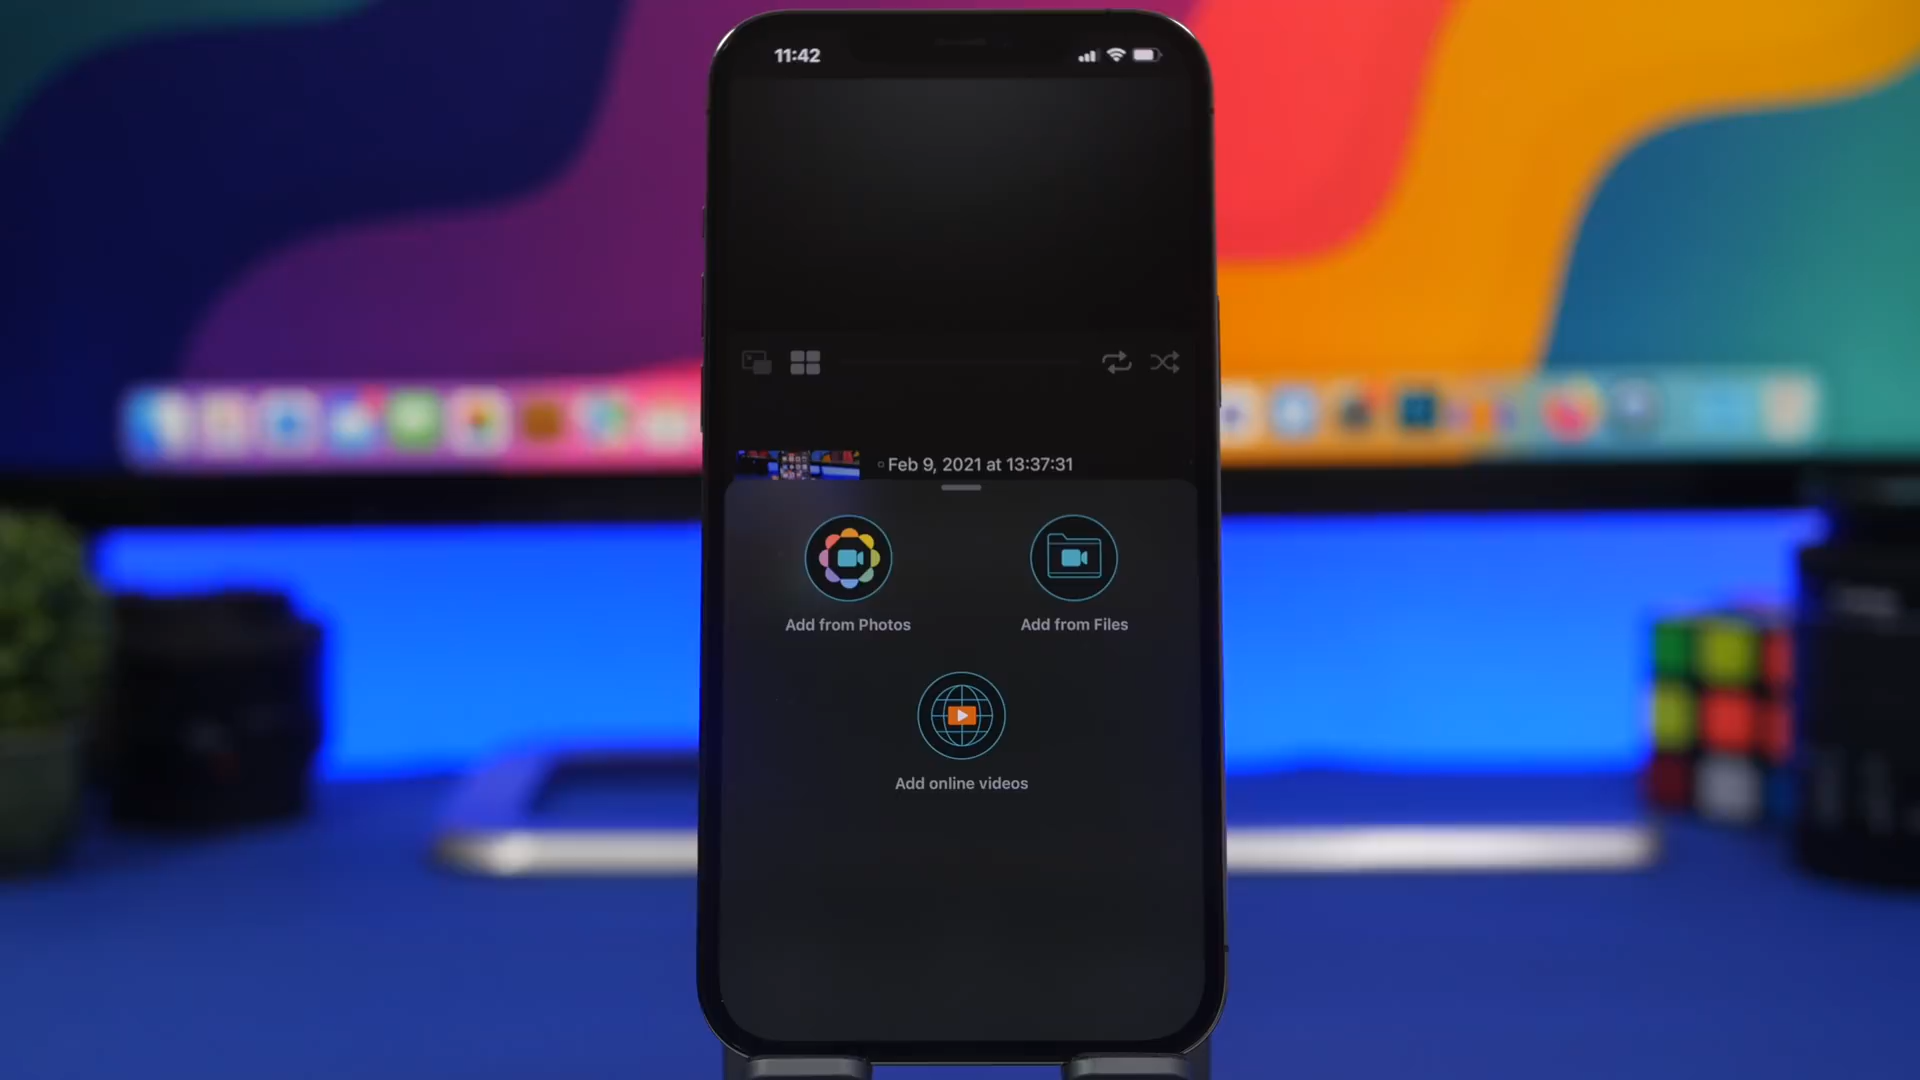 11:42
Feb 9, 2021 at 13:37:31
Add from Photos
Add from Files
Add online videos